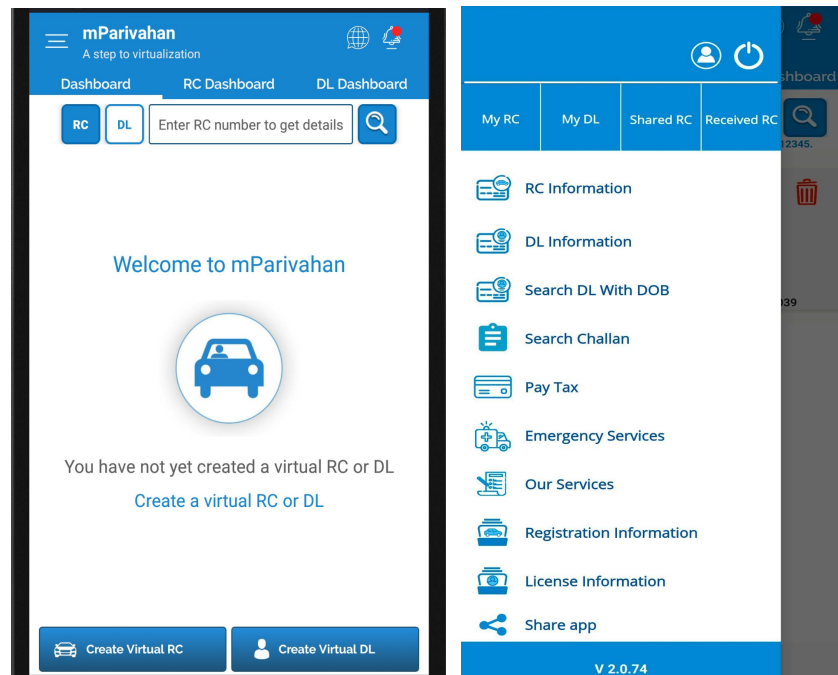 mParivahan
A step to virtualization
Dashboard RC Dashboard DL Dashboard
RC DL Enter RC number to get details
Welcome to mParivahan
You have not yet created a virtual RC or DL
Create a virtual RC or DL
Create Virtual RC Create Virtual DL
My RC My DL Shared RC Received RC
RC Information
DL Information
Search DL With DOB
Search Challan
Pay Tax
Emergency Services
Our Services
Registration Information
License Information
Share app
V 2.0.74
shboard
12345.
039